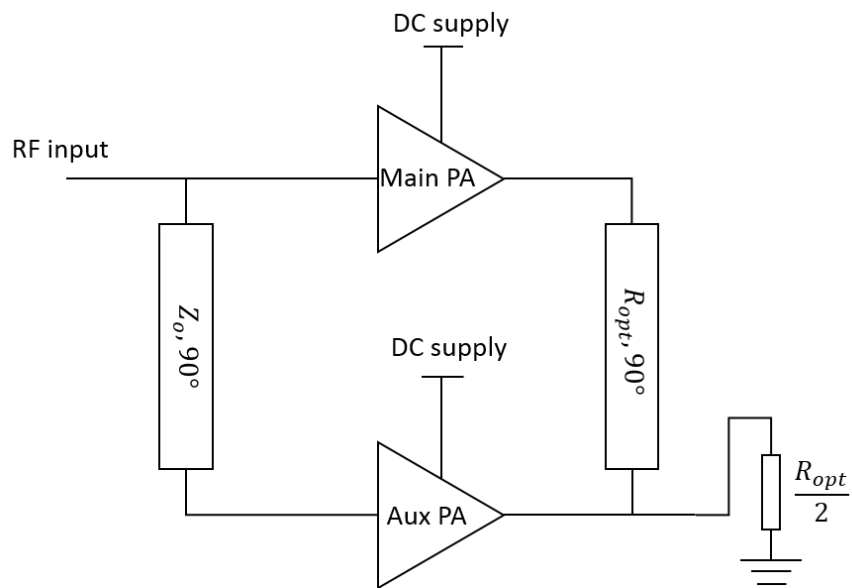 DC supply
RF input
Main PA
Z_o, 90°
R_opt, 90°
DC supply
Aux PA
R_opt
2